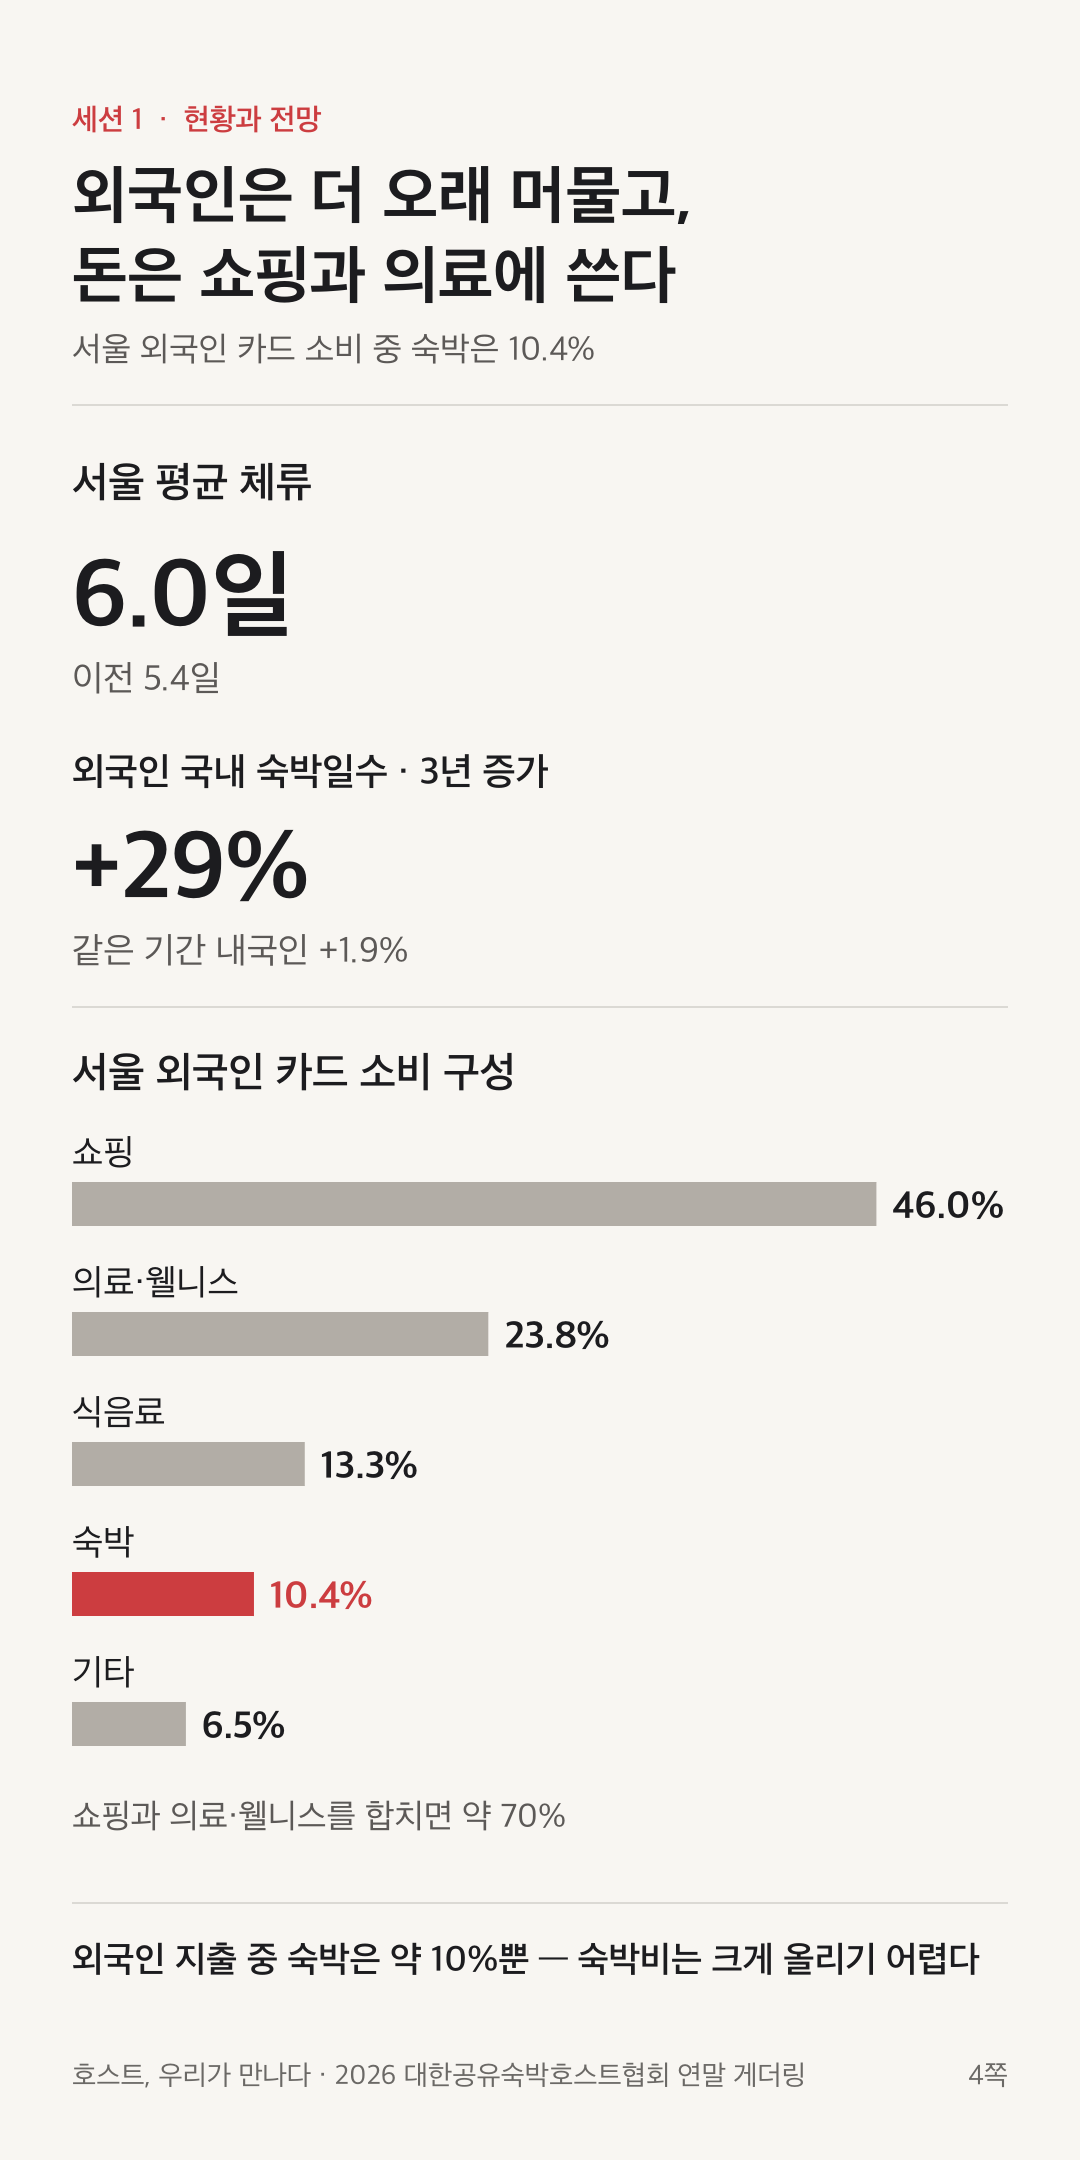 세션 1 · 현황과 전망
외국인은 더 오래 머물고,
돈은 쇼핑과 의료에 쓴다
서울 외국인 카드 소비 중 숙박은 10.4%
서울 평균 체류
6.0일
이전 5.4일
외국인 국내 숙박일수 · 3년 증가
+29%
같은 기간 내국인 +1.9%
서울 외국인 카드 소비 구성
쇼핑
46.0%
의료·웰니스
23.8%
식음료
13.3%
숙박
10.4%
기타
6.5%
쇼핑과 의료·웰니스를 합치면 약 70%
외국인 지출 중 숙박은 약 10%뿐 — 숙박비는 크게 올리기 어렵다
호스트, 우리가 만나다 · 2026 대한공유숙박호스트협회 연말 게더링
4쪽